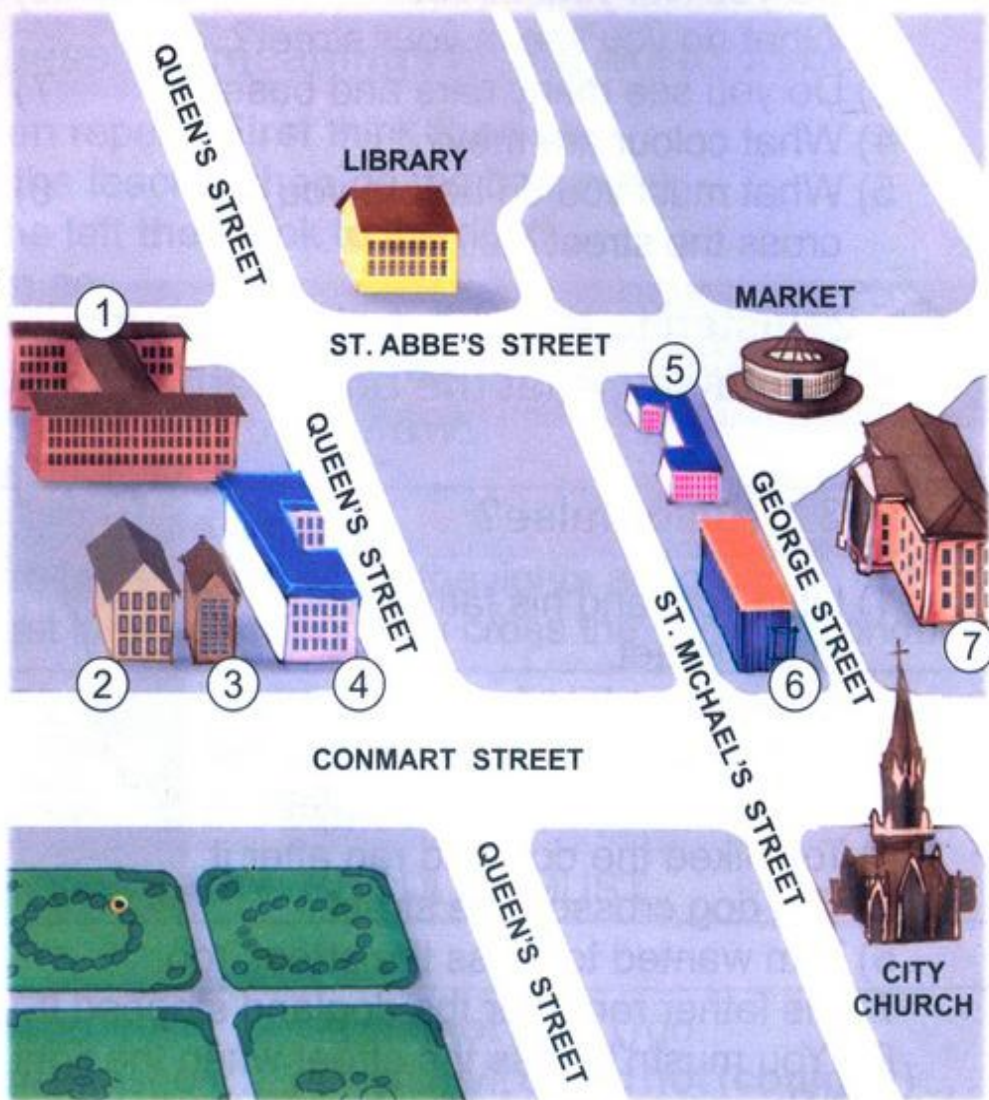 QUEEN'S STREET
LIBRARY
1
MARKET
ST. ABBE'S STREET
5
QUEEN'S STREET
GEORGE STREET
ST. MICHAEL'S STREET
2
3
4
6
7
CONMART STREET
QUEEN'S STREET
CITY
CHURCH